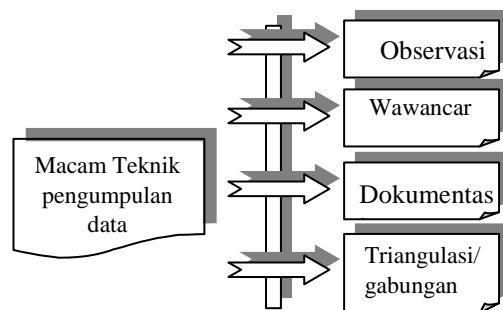 Macam Teknik
pengumpulan
data
Observasi
Wawancar
Dokumentas
Triangulasi/
gabungan